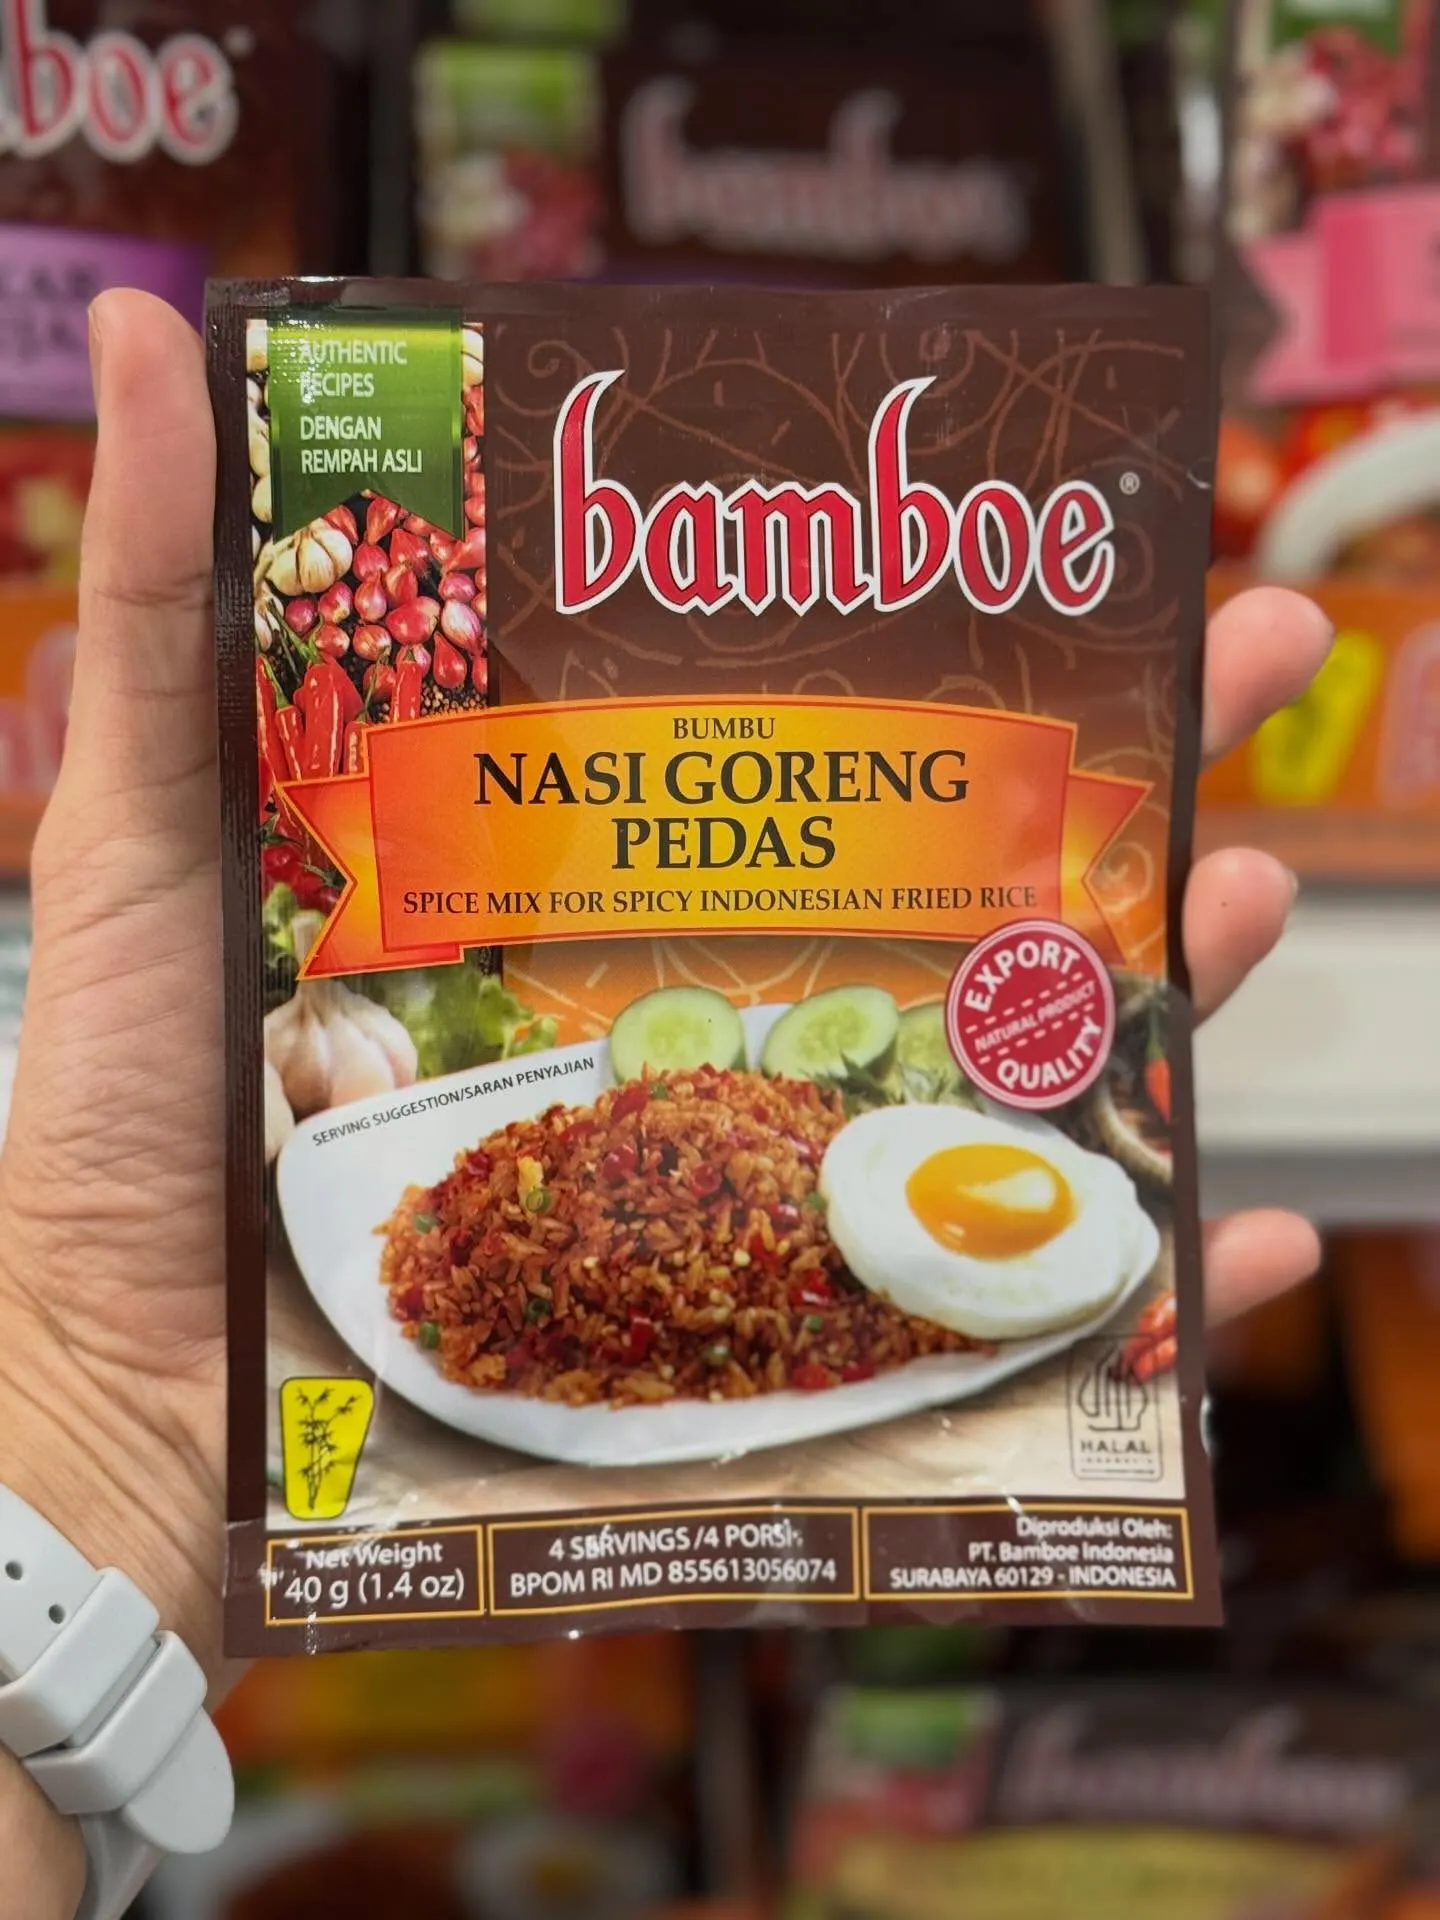 boe
AUTHENTIC
RECIPES
DENGAN
REMPAH ASLI
bamboe®
BUMBU
NASI GORENG
PEDAS
SPICE MIX FOR SPICY INDONESIAN FRIED RICE
EXPORT
NATURAL PRODUCT
QUALITY
SERVING SUGGESTION/SARAN PENYAJIAN
HALAL
INDONESIA
Net Weight
40 g (1.4 oz)
4 SERVINGS /4 PORSI
BPOM RI MD 855613056074
Diproduksi Oleh:
PT. Bamboe Indonesia
SURABAYA 60129 - INDONESIA